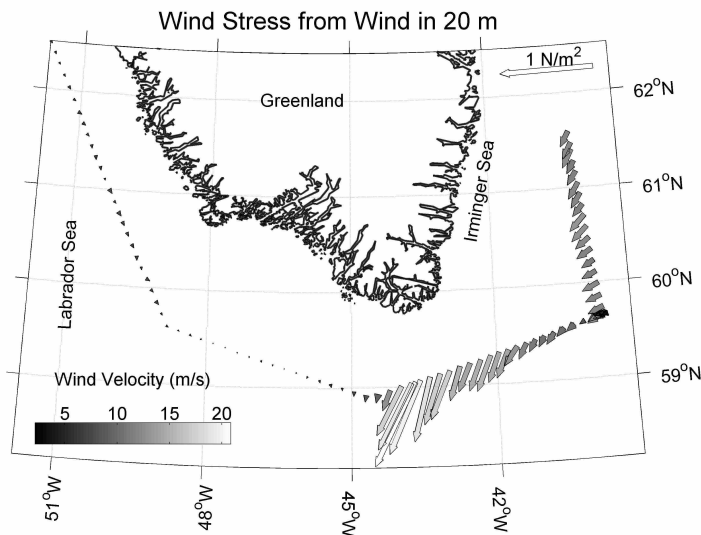 Wind Stress from Wind in 20 m
1 N/m²
Greenland
62°N
61°N
Irminger Sea
Labrador Sea
60°N
59°N
Wind Velocity (m/s)
5 10 15 20
51°W 48°W 45°W 42°W